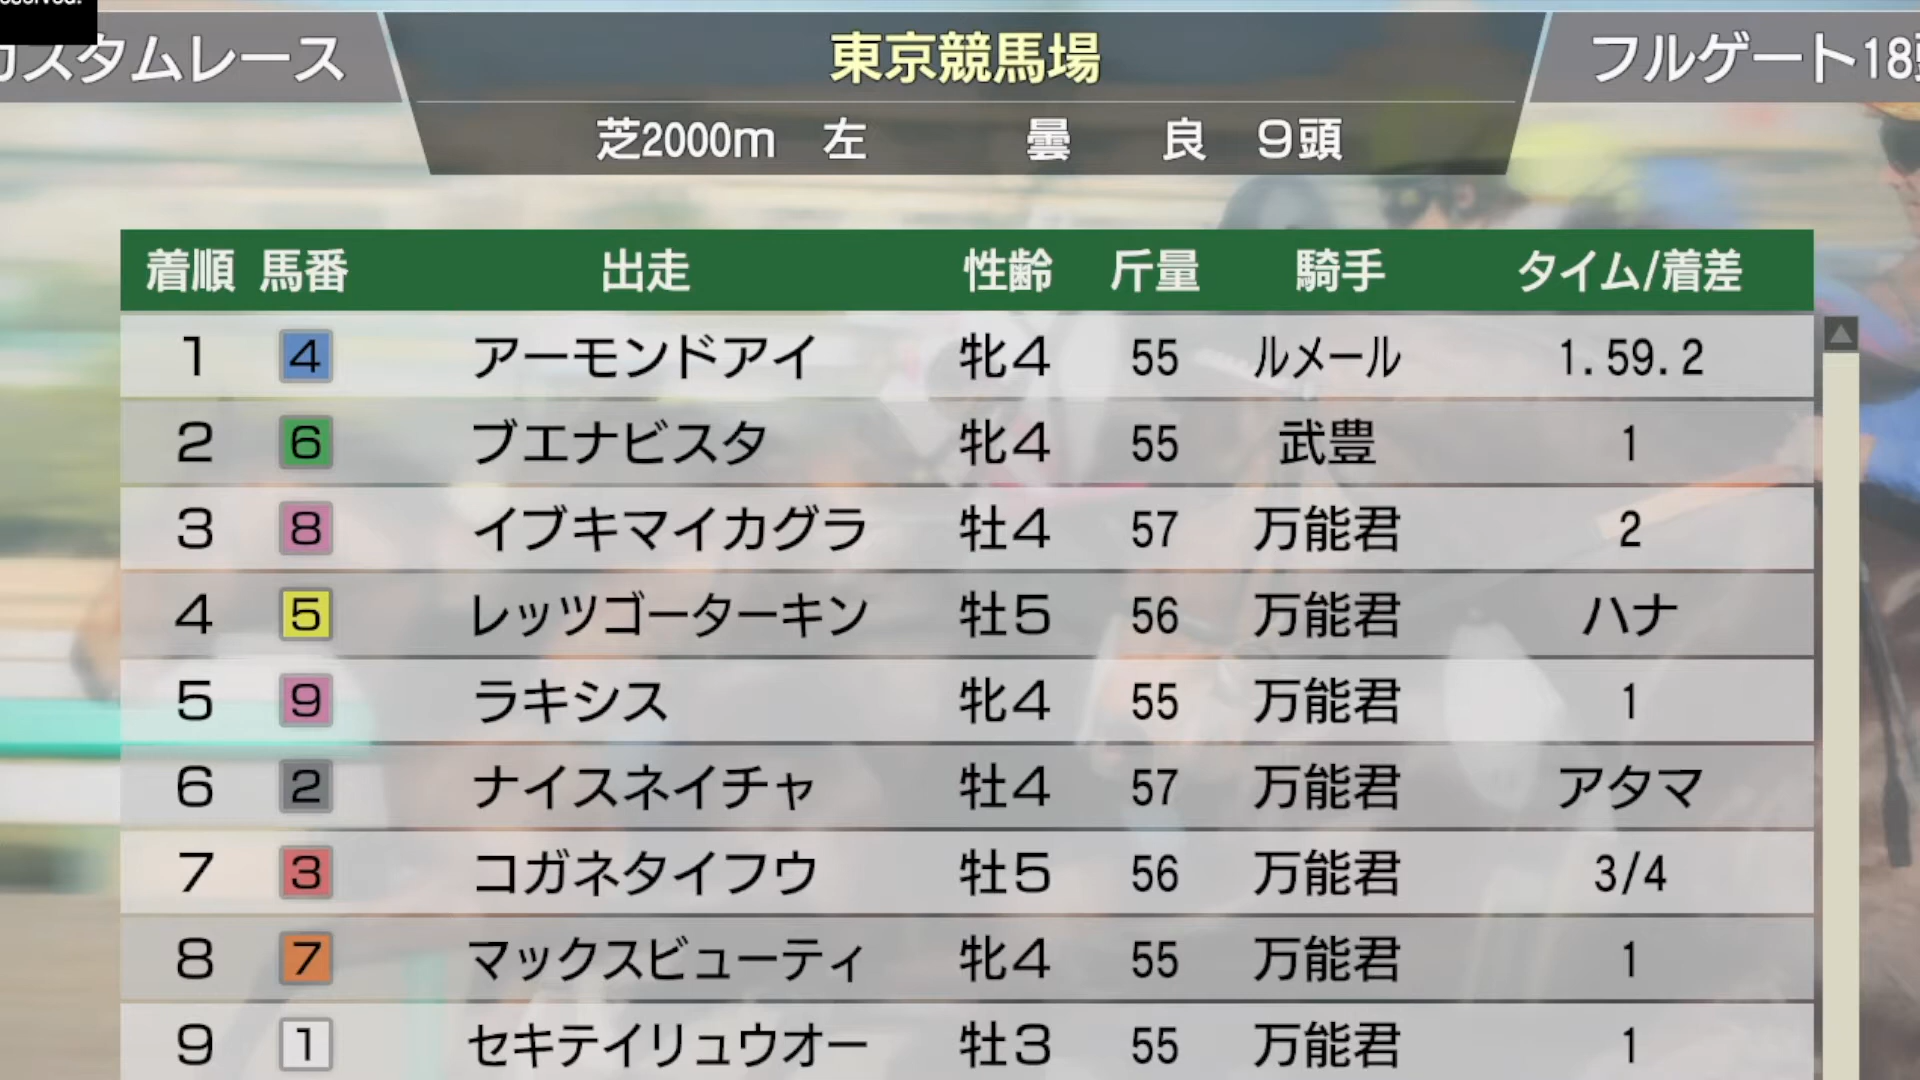 eserved.
カスタムレース
東京競馬場
フルゲート18頭
芝2000m 左 曇 良 9頭
着順 馬番 出走 性齢 斤量 騎手 タイム/着差
1 4 アーモンドアイ 牝4 55 ルメール 1.59.2
2 6 ブエナビスタ 牝4 55 武豊 1
3 8 イブキマイカグラ 牡4 57 万能君 2
4 5 レッツゴーターキン 牡5 56 万能君 ハナ
5 9 ラキシス 牝4 55 万能君 1
6 2 ナイスネイチャ 牡4 57 万能君 アタマ
7 3 コガネタイフウ 牡5 56 万能君 3/4
8 7 マックスビューティ 牝4 55 万能君 1
9 1 セキテイリュウオー 牡3 55 万能君 1